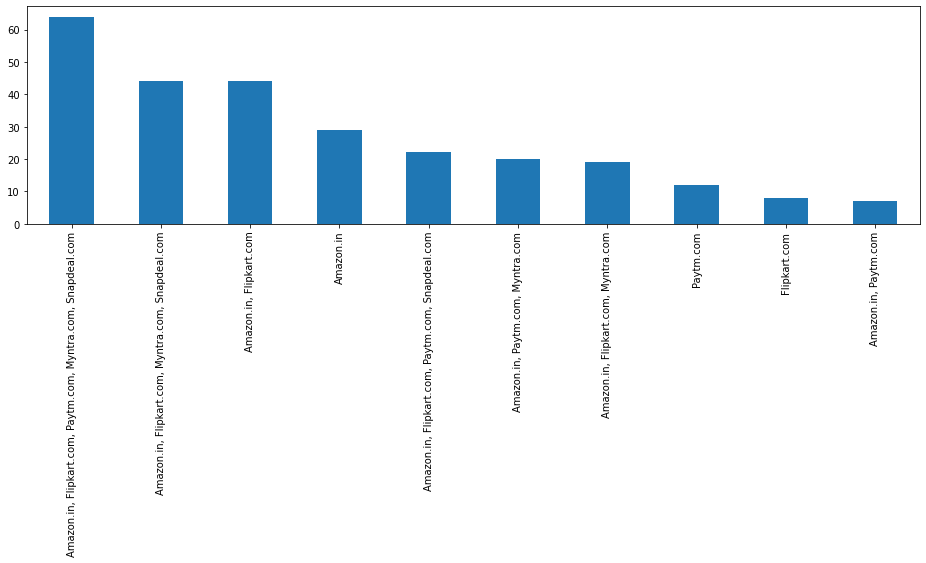 60
50
40
30
20
10
0
Amazon.in, Flipkart.com, Paytm.com, Myntra.com, Snapdeal.com
Amazon.in, Flipkart.com, Myntra.com, Snapdeal.com
Amazon.in, Flipkart.com
Amazon.in
Amazon.in, Flipkart.com, Paytm.com, Snapdeal.com
Amazon.in, Paytm.com, Myntra.com
Amazon.in, Flipkart.com, Myntra.com
Paytm.com
Flipkart.com
Amazon.in, Paytm.com